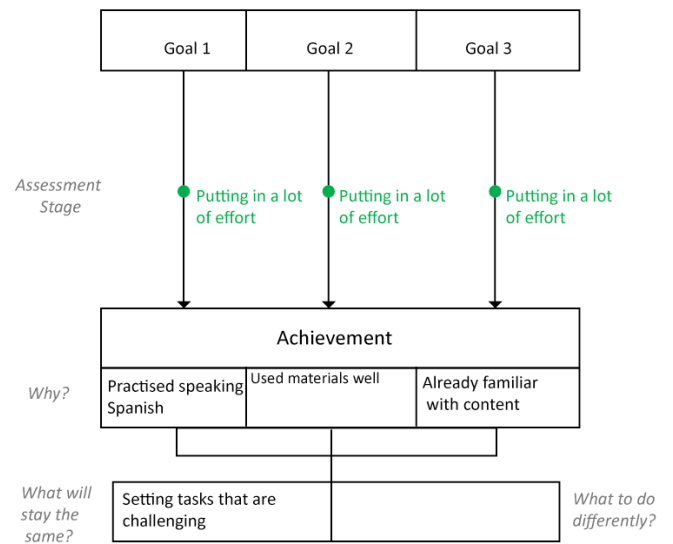 Goal 1
Goal 2
Goal 3
Assessment
Stage
Putting in a lot
of effort
Putting in a lot
of effort
Putting in a lot
of effort
Achievement
Why?
Practised speaking
Spanish
Used materials well
Already familiar
with content
What will
stay the
same?
Setting tasks that are
challenging
What to do
differently?